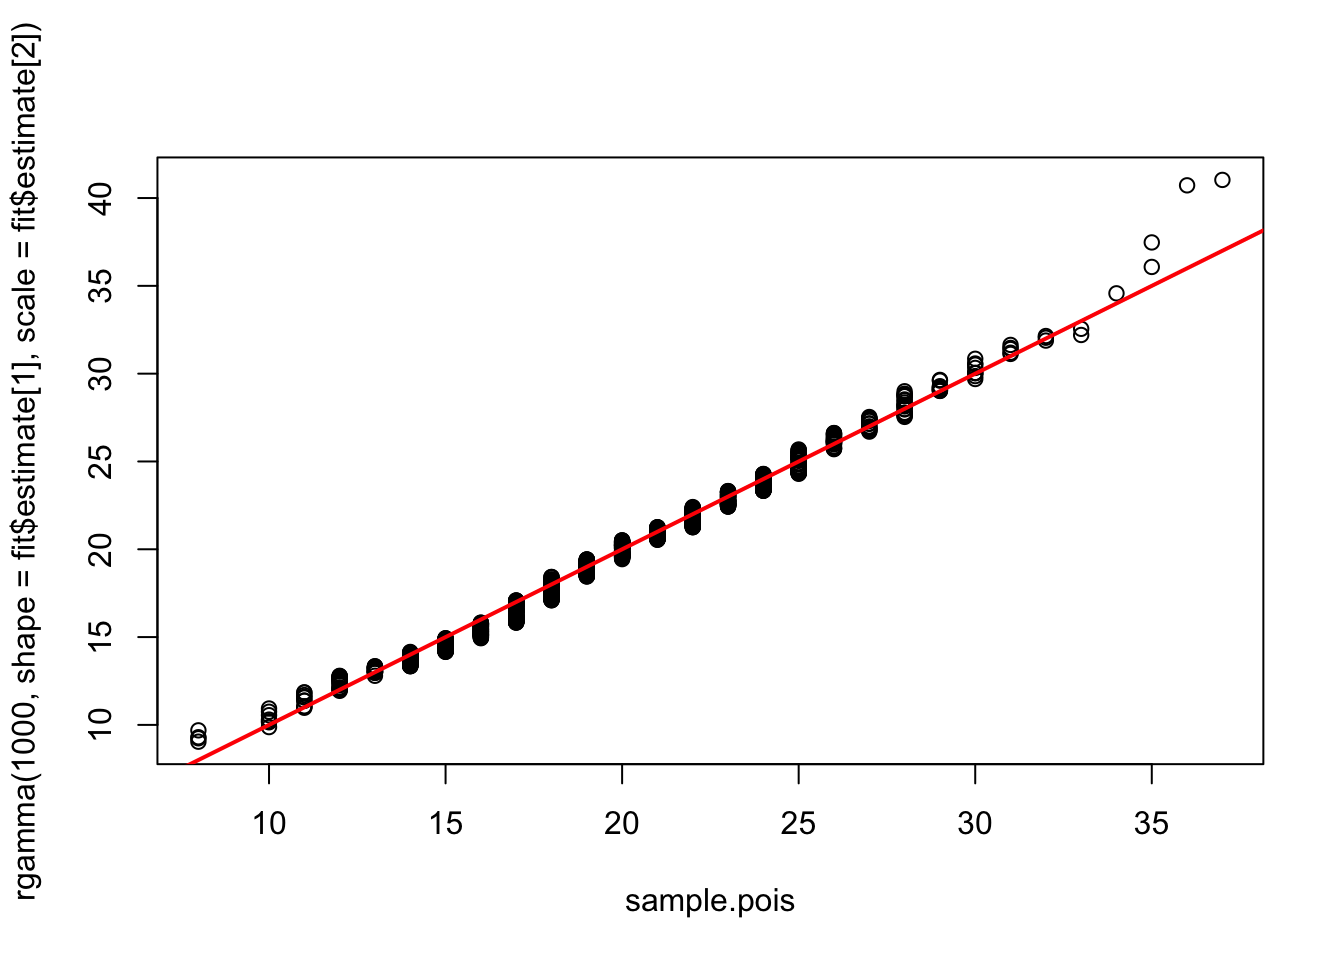 rgamma(1000, shape = fit$estimate[1], scale = fit$estimate[2])
40
35
30
25
20
15
10
10 15 20 25 30 35
sample.pois